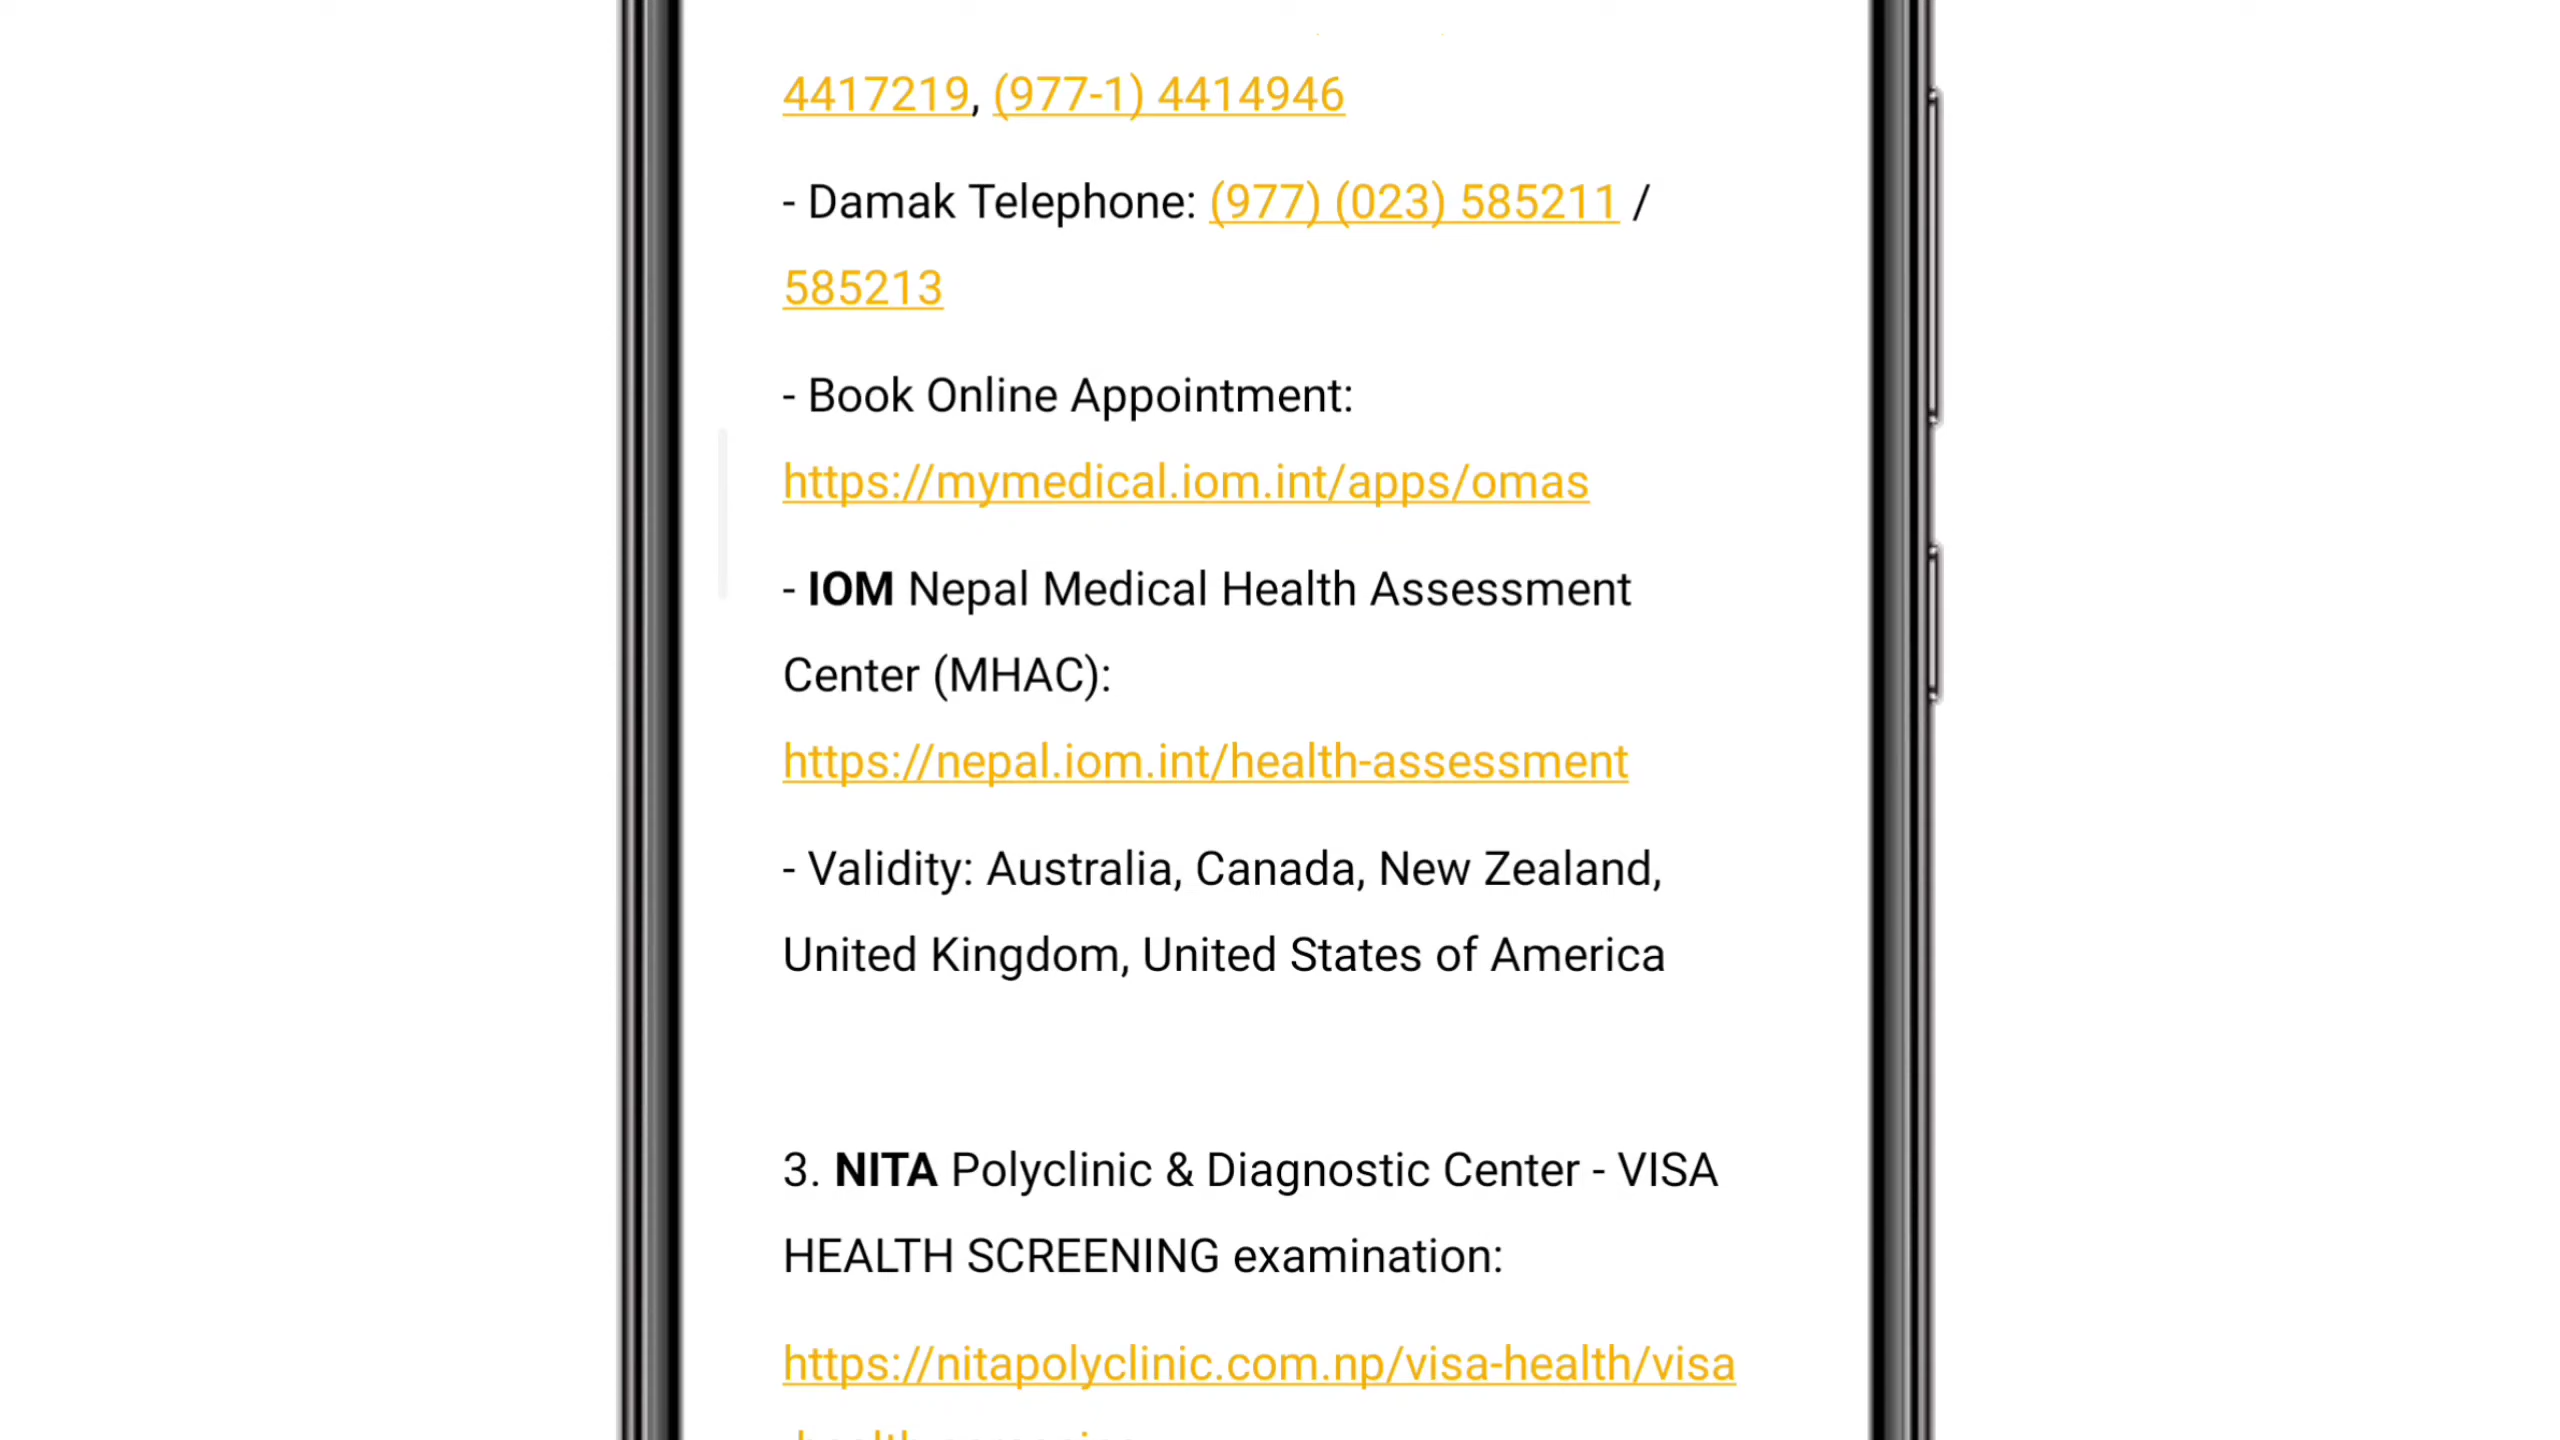 4417219, (977-1) 4414946
- Damak Telephone: (977) (023) 585211 /
585213
- Book Online Appointment:
https://mymedical.iom.int/apps/omas
- IOM Nepal Medical Health Assessment
Center (MHAC):
https://nepal.iom.int/health-assessment
- Validity: Australia, Canada, New Zealand,
United Kingdom, United States of America
3. NITA Polyclinic & Diagnostic Center - VISA
HEALTH SCREENING examination:
https://nitapolyclinic.com.np/visa-health/visa